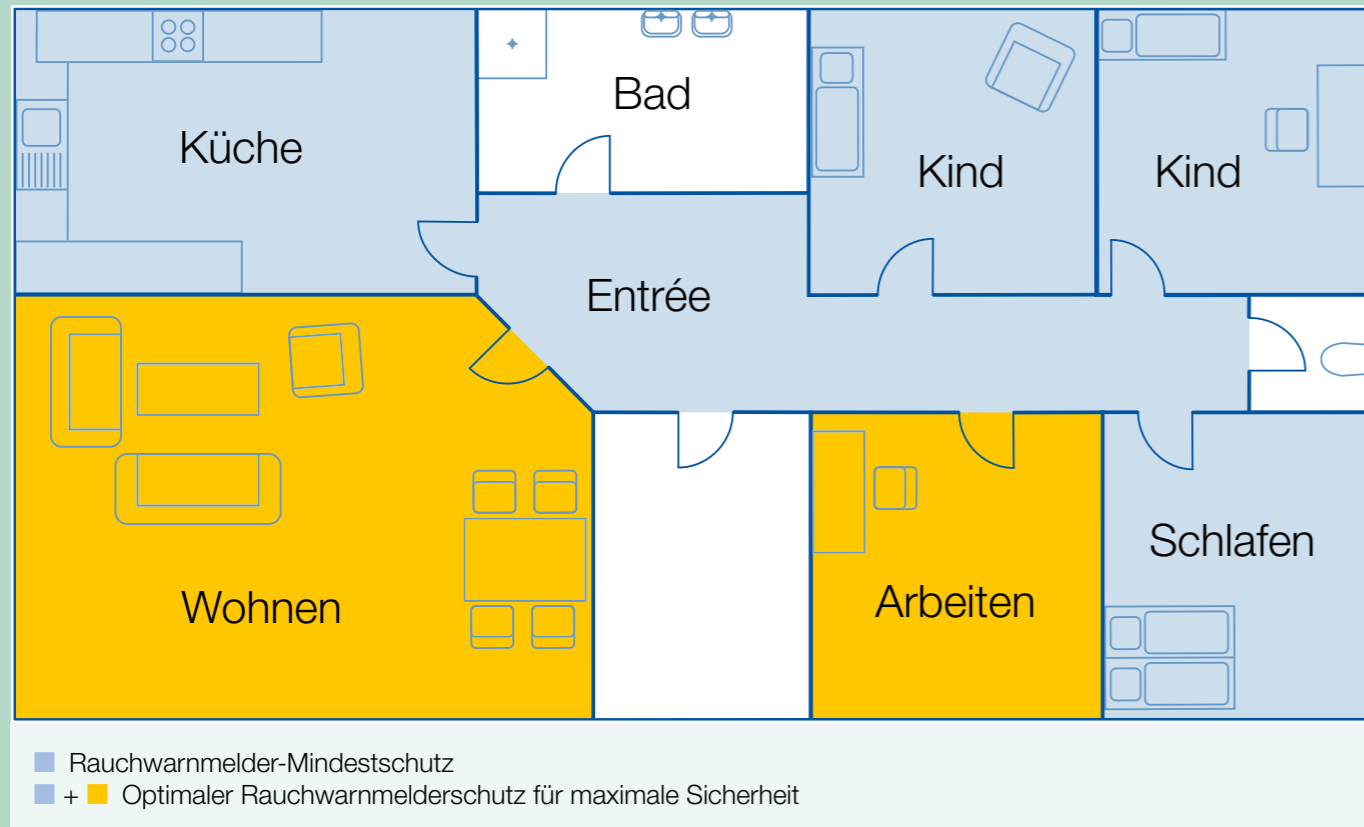 Bad
Küche
Kind
Kind
Entrée
Schlafen
Wohnen
Arbeiten
Rauchwarnmelder-Mindestschutz
+ Optimaler Rauchwarnmelderschutz für maximale Sicherheit